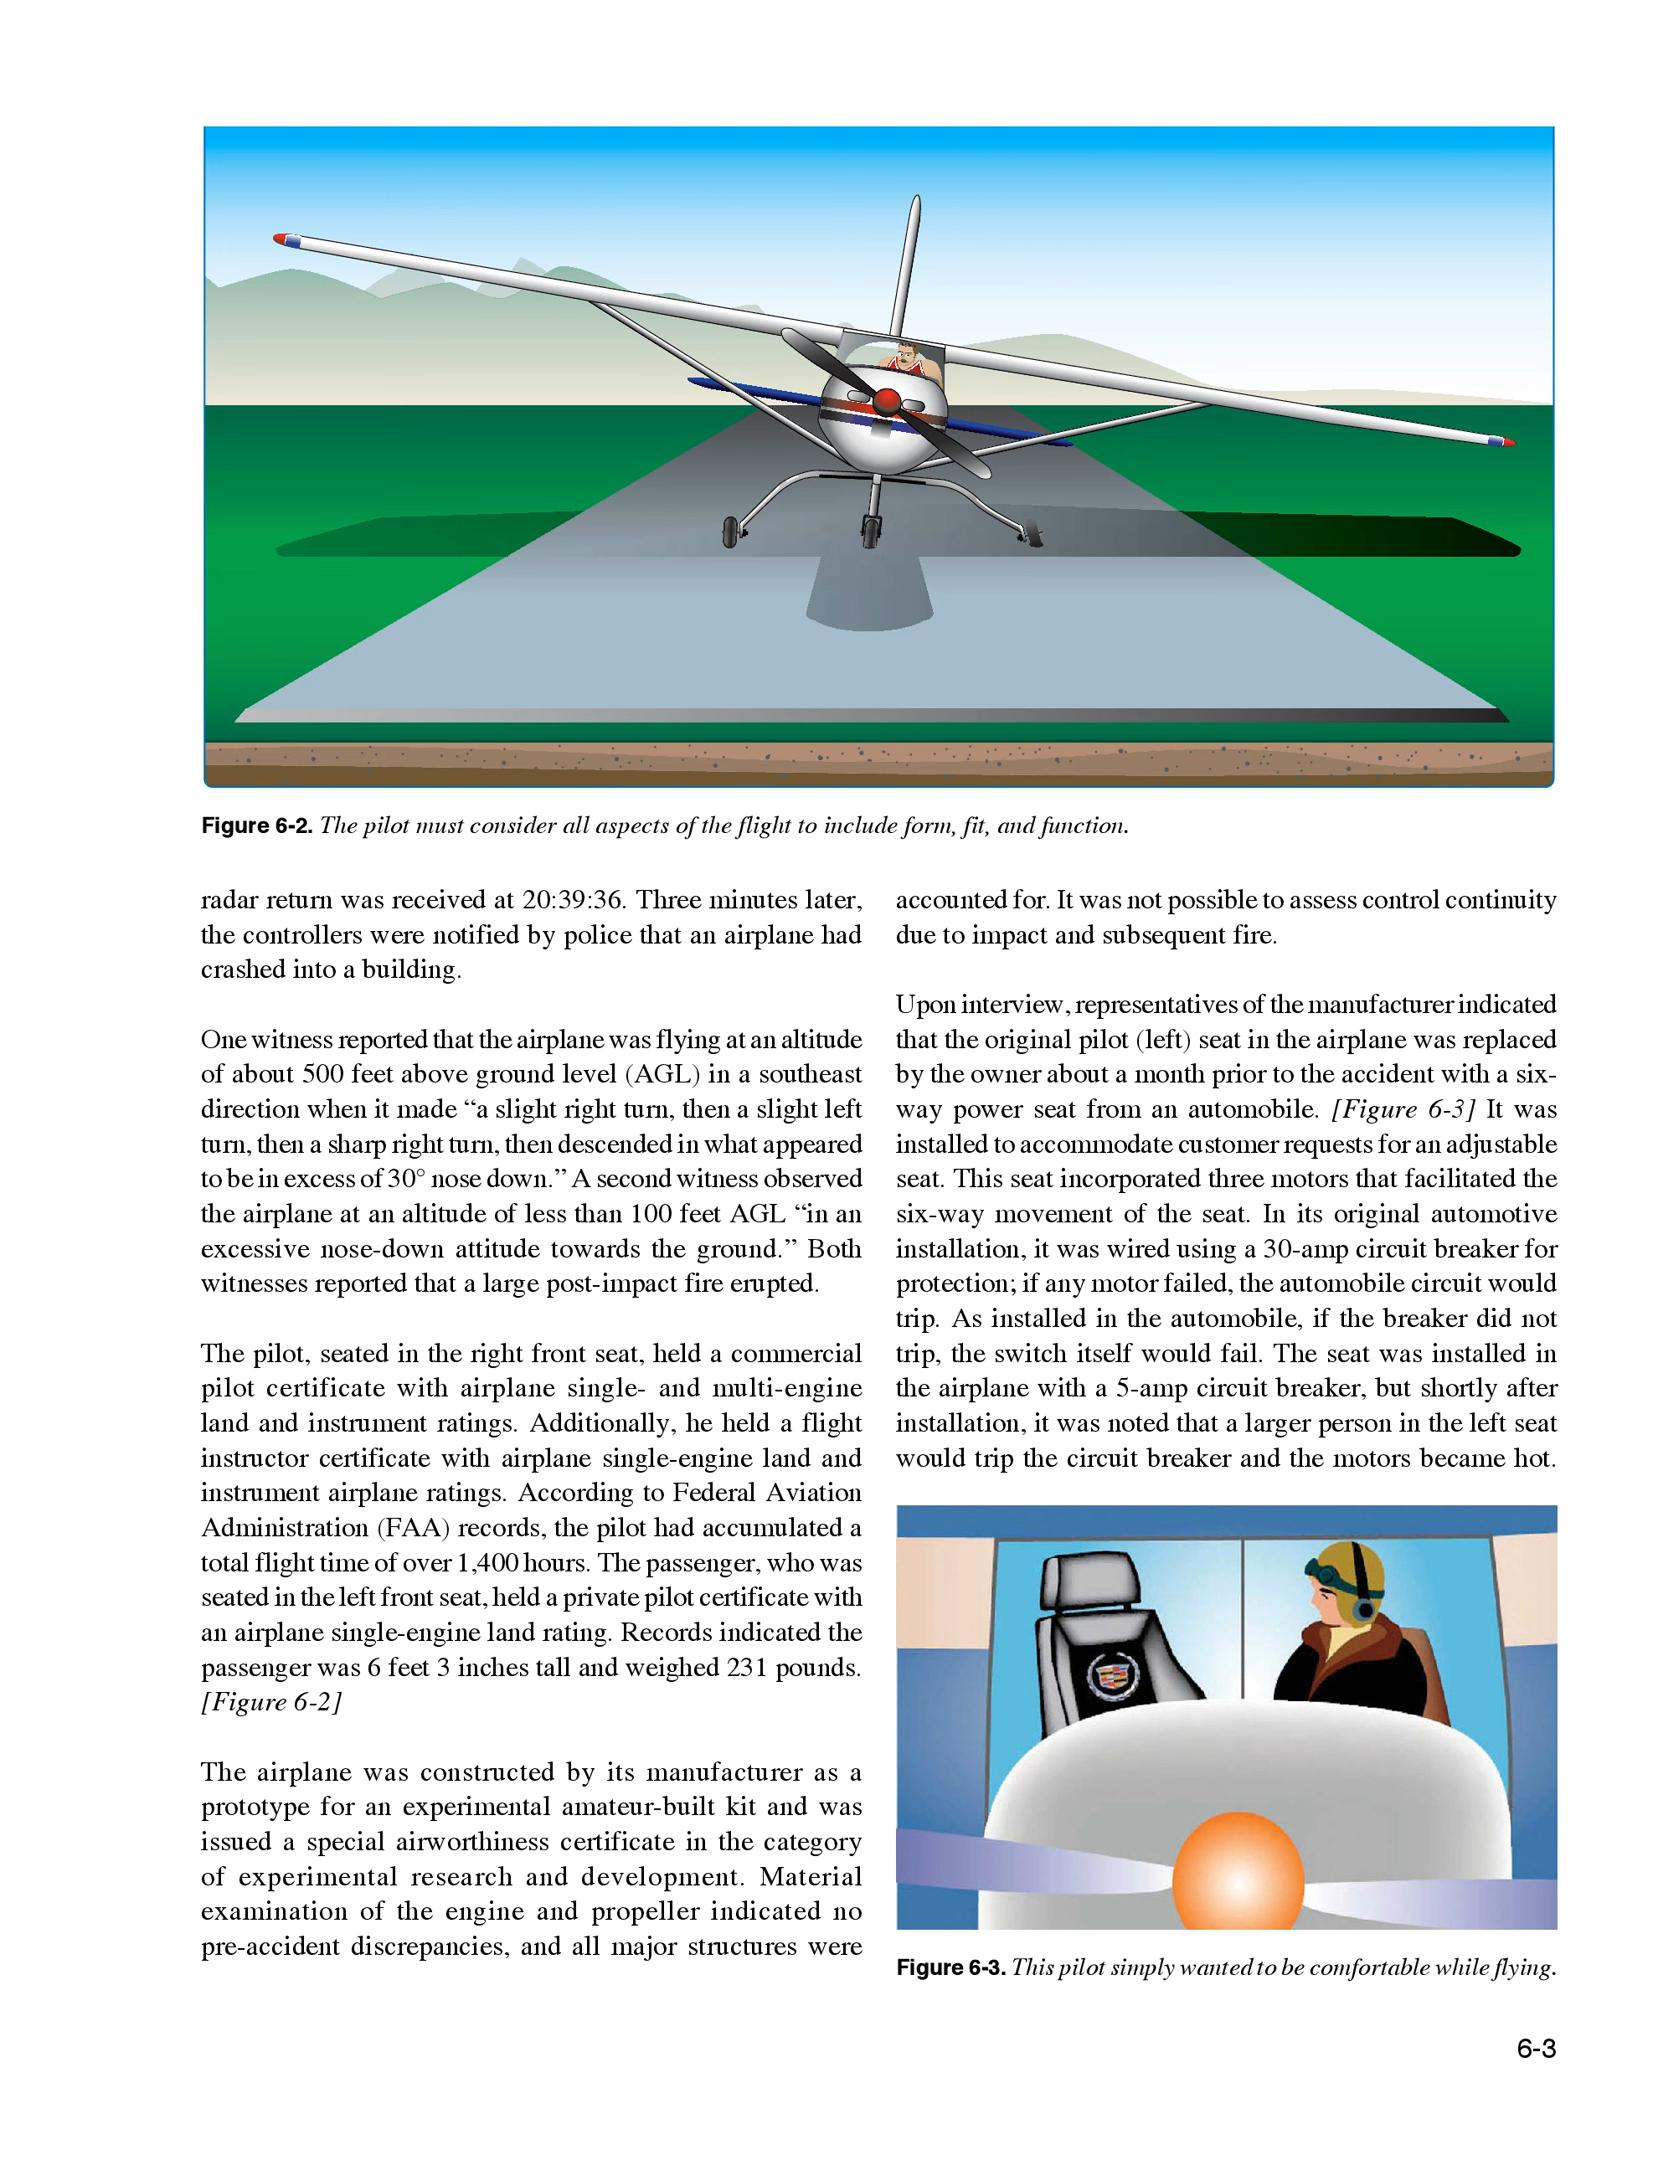 Figure 6-2. The pilot must consider all aspects of the flight to include form, fit, and function.
radar return was received at 20:39:36. Three minutes later,
the controllers were notified by police that an airplane had
crashed into a building.
One witness reported that the airplane was flying at an altitude
of about 500 feet above ground level (AGL) in a southeast
direction when it made “a slight right turn, then a slight left
turn, then a sharp right turn, then descended in what appeared
to be in excess of 30° nose down.” A second witness observed
the airplane at an altitude of less than 100 feet AGL “in an
excessive nose-down attitude towards the ground.” Both
witnesses reported that a large post-impact fire erupted.
The pilot, seated in the right front seat, held a commercial
pilot certificate with airplane single- and multi-engine
land and instrument ratings. Additionally, he held a flight
instructor certificate with airplane single-engine land and
instrument airplane ratings. According to Federal Aviation
Administration (FAA) records, the pilot had accumulated a
total flight time of over 1,400 hours. The passenger, who was
seated in the left front seat, held a private pilot certificate with
an airplane single-engine land rating. Records indicated the
passenger was 6 feet 3 inches tall and weighed 231 pounds.
[Figure 6-2]
The airplane was constructed by its manufacturer as a
prototype for an experimental amateur-built kit and was
issued a special airworthiness certificate in the category
of experimental research and development. Material
examination of the engine and propeller indicated no
pre-accident discrepancies, and all major structures were
accounted for. It was not possible to assess control continuity
due to impact and subsequent fire.
Upon interview, representatives of the manufacturer indicated
that the original pilot (left) seat in the airplane was replaced
by the owner about a month prior to the accident with a six-
way power seat from an automobile. [Figure 6-3] It was
installed to accommodate customer requests for an adjustable
seat. This seat incorporated three motors that facilitated the
six-way movement of the seat. In its original automotive
installation, it was wired using a 30-amp circuit breaker for
protection; if any motor failed, the automobile circuit would
trip. As installed in the automobile, if the breaker did not
trip, the switch itself would fail. The seat was installed in
the airplane with a 5-amp circuit breaker, but shortly after
installation, it was noted that a larger person in the left seat
would trip the circuit breaker and the motors became hot.
Figure 6-3. This pilot simply wanted to be comfortable while flying.
6-3